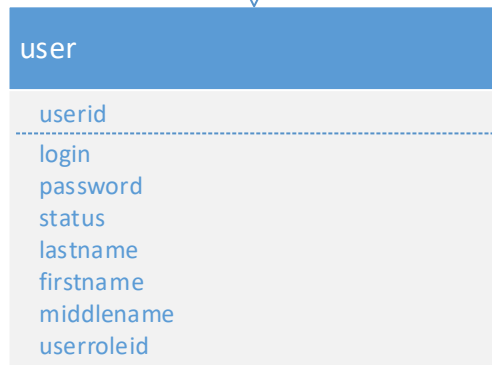 user
userid
login
password
status
lastname
firstname
middlename
userroleid